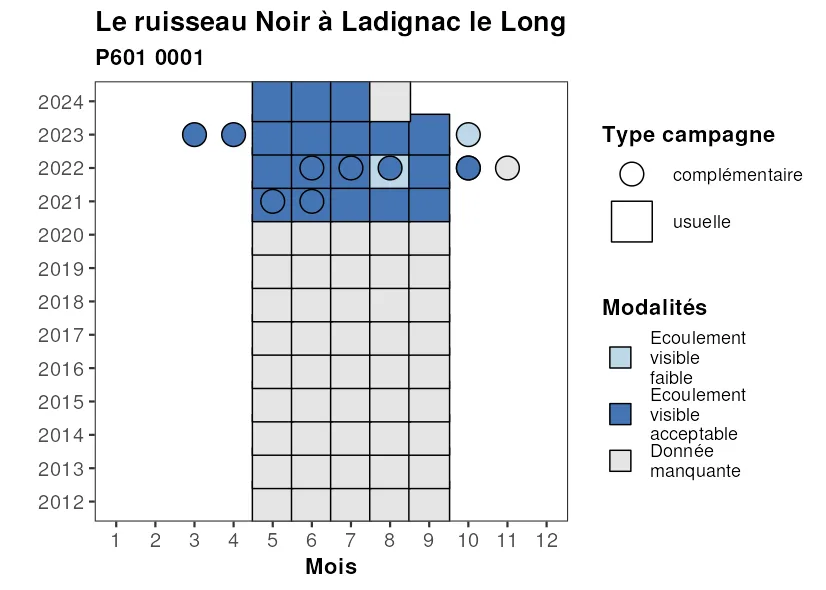 Le ruisseau Noir à Ladignac le Long
P601 0001
2024
2023
2022
2021
2020
2019
2018
2017
2016
2015
2014
2013
2012
1 2 3 4 5 6 7 8 9 10 11 12
Mois
Type campagne
complémentaire
usuelle
Modalités
Ecoulement
visible
faible
Ecoulement
visible
acceptable
Donnée
manquante